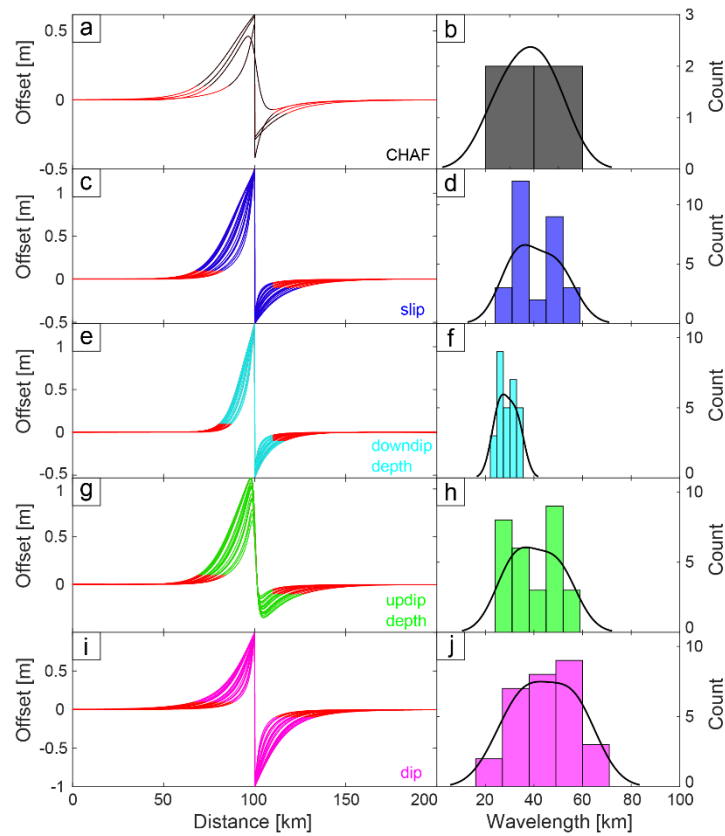 a
Offset [m]
0.5
0
-0.5
CHAF
b
3
2
1
0
Count
c
Offset [m]
1
0.5
0
-0.5
slip
d
10
5
0
Count
e
Offset [m]
1
0.5
0
-0.5
downdip
depth
f
10
5
0
Count
g
Offset [m]
1
0.5
0
updip
depth
h
10
5
0
Count
i
Offset [m]
0.5
0
-0.5
-1
dip
j
10
5
0
Count
0 50 100 150 200
20 40 60 80 100
Distance [km]
Wavelength [km]